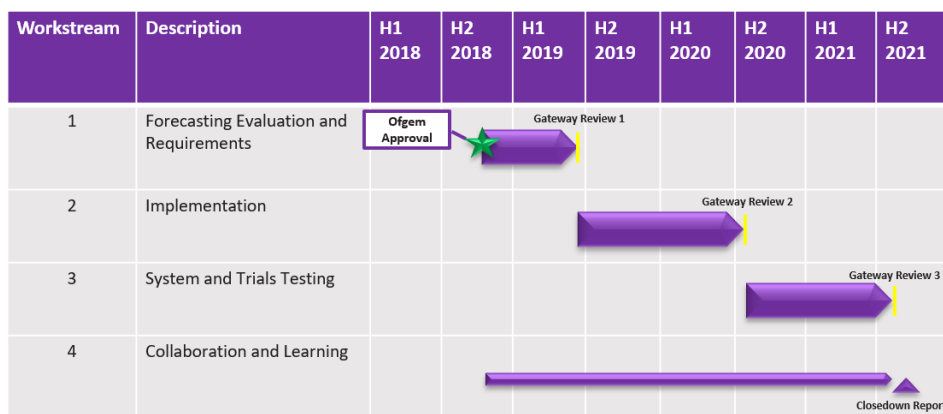 Workstream Description H1 2018 H2 2018 H1 2019 H2 2019 H1 2020 H2 2020 H1 2021 H2 2021
1 Forecasting Evaluation and Requirements
Ofgem Approval
Gateway Review 1
2 Implementation
Gateway Review 2
3 System and Trials Testing
Gateway Review 3
4 Collaboration and Learning
Closedown Repor